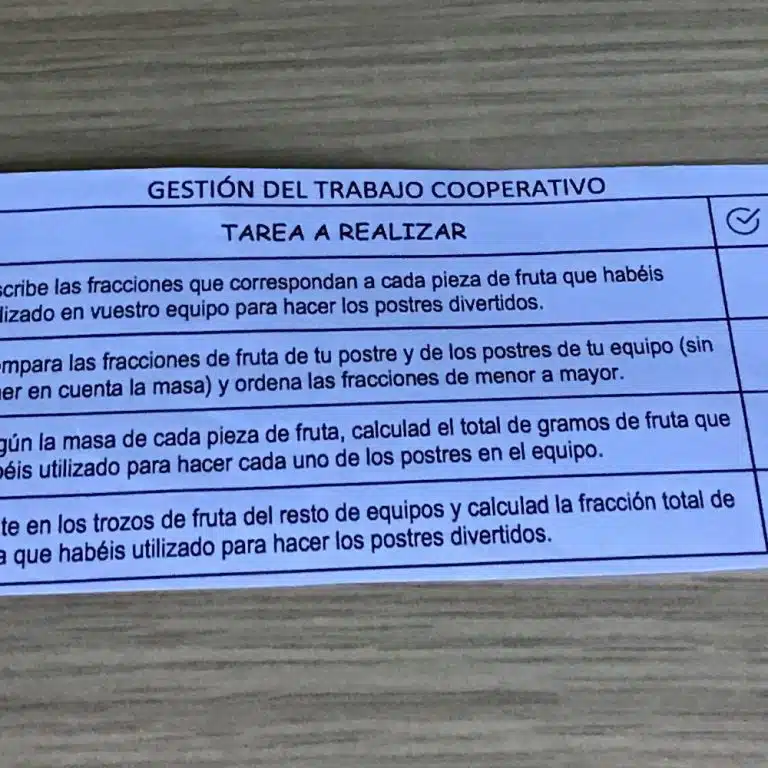 GESTIÓN DEL TRABAJO COOPERATIVO
TAREA A REALIZAR
scribe las fracciones que correspondan a cada pieza de fruta que habéis
lizado en vuestro equipo para hacer los postres divertidos.
mpara las fracciones de fruta de tu postre y de los postres de tu equipo (sin
er en cuenta la masa) y ordena las fracciones de menor a mayor.
gún la masa de cada pieza de fruta, calculad el total de gramos de fruta que
éis utilizado para hacer cada uno de los postres en el equipo.
te en los trozos de fruta del resto de equipos y calculad la fracción total de
a que habéis utilizado para hacer los postres divertidos.